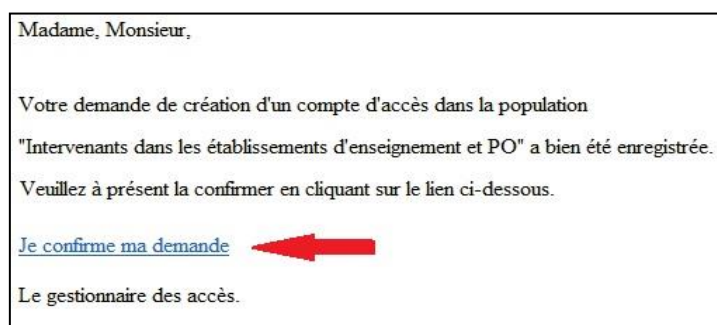 Madame, Monsieur,
Votre demande de création d'un compte d'accès dans la population
"Intervenants dans les établissements d'enseignement et PO" a bien été enregistrée.
Veuillez à présent la confirmer en cliquant sur le lien ci-dessous.
Je confirme ma demande
Le gestionnaire des accès.